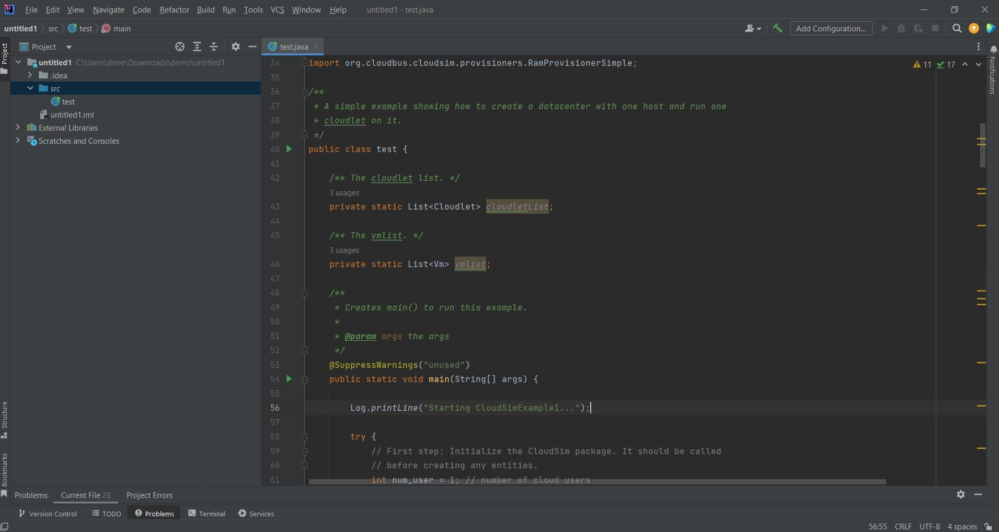 File Edit View Navigate Code Refactor Build Run Tools VCS Window Help untitled1 - test.java
untitled1 src test main Add Configuration...
Project
Project
test.java
Notifications
untitled1 C:\Users\shree\Downloads\demo\untitled1
.idea
src
test
untitled1.iml
External Libraries
Scratches and Consoles
11 17
34 import org.cloudbus.cloudsim.provisioners.RamProvisionerSimple;
35
36 /**
37 * A simple example showing how to create a datacenter with one host and run one
38 * cloudlet on it.
39 */
40 public class test {
41
42 /** The cloudlet list. */
3 usages
43 private static List<Cloudlet> cloudletList;
44
45 /** The vmlist. */
3 usages
46 private static List<Vm> vmlist;
47
48 /**
49 * Creates main() to run this example.
50 *
51 * @param args the args
52 */
53 @SuppressWarnings("unused")
54 public static void main(String[] args) {
55
56 Log.printLine("Starting CloudSimExample1...");
57
58 try {
59 // First step: Initialize the CloudSim package. It should be called
60 // before creating any entities.
61 int num_user = 1; // number of cloud users
Structure
Bookmarks
Problems: Current File 28 Project Errors
Version Control TODO Problems Terminal Services
56:55 CRLF UTF-8 4 spaces